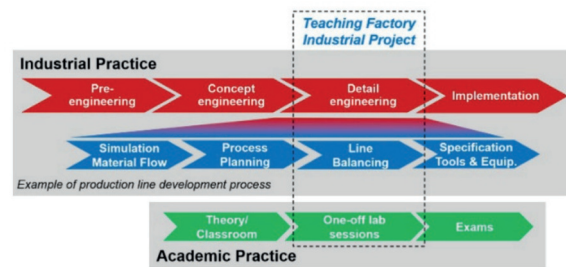 Teaching Factory
Industrial Project
Industrial Practice
Pre-
engineering
Concept
engineering
Detail
engineering
Implementation
Simulation
Material Flow
Process
Planning
Line
Balancing
Specification
Tools & Equip.
Example of production line development process
Theory/
Classroom
One-off lab
sessions
Exams
Academic Practice